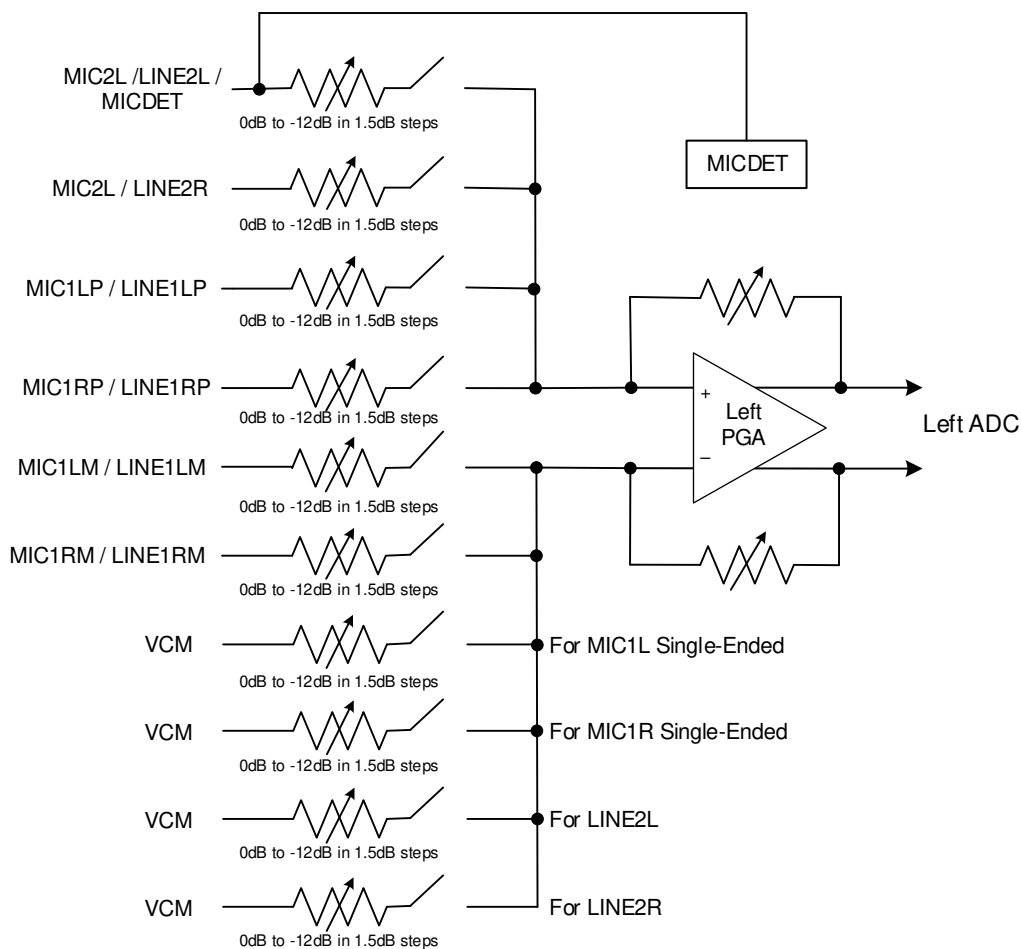 MIC2L /LINE2L /
MICDET
0dB to -12dB in 1.5dB steps
MICDET
MIC2L / LINE2R
0dB to -12dB in 1.5dB steps
MIC1LP / LINE1LP
0dB to -12dB in 1.5dB steps
MIC1RP / LINE1RP
0dB to -12dB in 1.5dB steps
+
Left
PGA
−
Left ADC
MIC1LM / LINE1LM
0dB to -12dB in 1.5dB steps
MIC1RM / LINE1RM
0dB to -12dB in 1.5dB steps
VCM
For MIC1L Single-Ended
0dB to -12dB in 1.5dB steps
VCM
For MIC1R Single-Ended
0dB to -12dB in 1.5dB steps
VCM
For LINE2L
0dB to -12dB in 1.5dB steps
VCM
For LINE2R
0dB to -12dB in 1.5dB steps